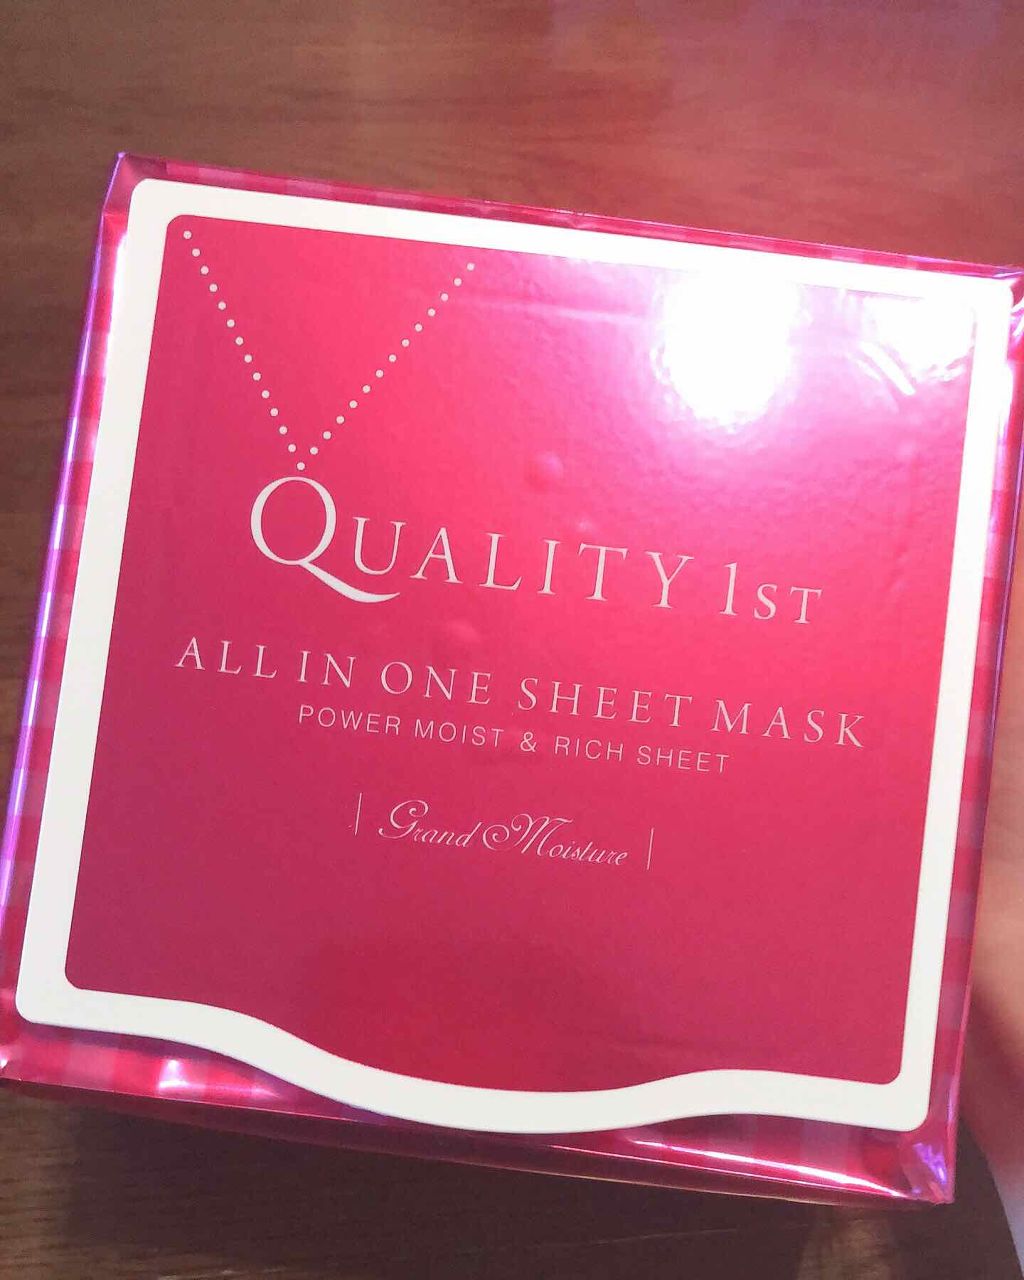 QUALITY 1ST
ALL IN ONE SHEET MASK
POWER MOIST & RICH SHEET
| Grand Moisture |